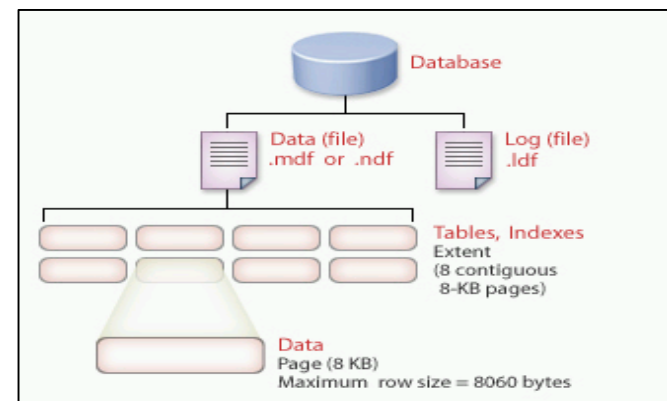 Database
Data (file)
.mdf or .ndf
Log (file)
.ldf
Tables, Indexes
Extent
(8 contiguous
8-KB pages)
Data
Page (8 KB)
Maximum row size = 8060 bytes